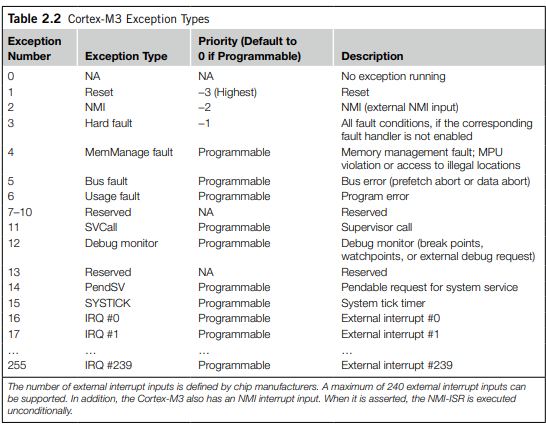 Table 2.2 Cortex-M3 Exception Types
Exception Number Exception Type Priority (Default to 0 if Programmable) Description
0 NA NA No exception running
1 Reset −3 (Highest) Reset
2 NMI −2 NMI (external NMI input)
3 Hard fault −1 All fault conditions, if the corresponding
fault handler is not enabled
4 MemManage fault Programmable Memory management fault; MPU
violation or access to illegal locations
5 Bus fault Programmable Bus error (prefetch abort or data abort)
6 Usage fault Programmable Program error
7–10 Reserved NA Reserved
11 SVCall Programmable Supervisor call
12 Debug monitor Programmable Debug monitor (break points,
watchpoints, or external debug request)
13 Reserved NA Reserved
14 PendSV Programmable Pendable request for system service
15 SYSTICK Programmable System tick timer
16 IRQ #0 Programmable External interrupt #0
17 IRQ #1 Programmable External interrupt #1
… … … …
255 IRQ #239 Programmable External interrupt #239
The number of external interrupt inputs is defined by chip manufacturers. A maximum of 240 external interrupt inputs can
be supported. In addition, the Cortex-M3 also has an NMI interrupt input. When it is asserted, the NMI-ISR is executed
unconditionally.